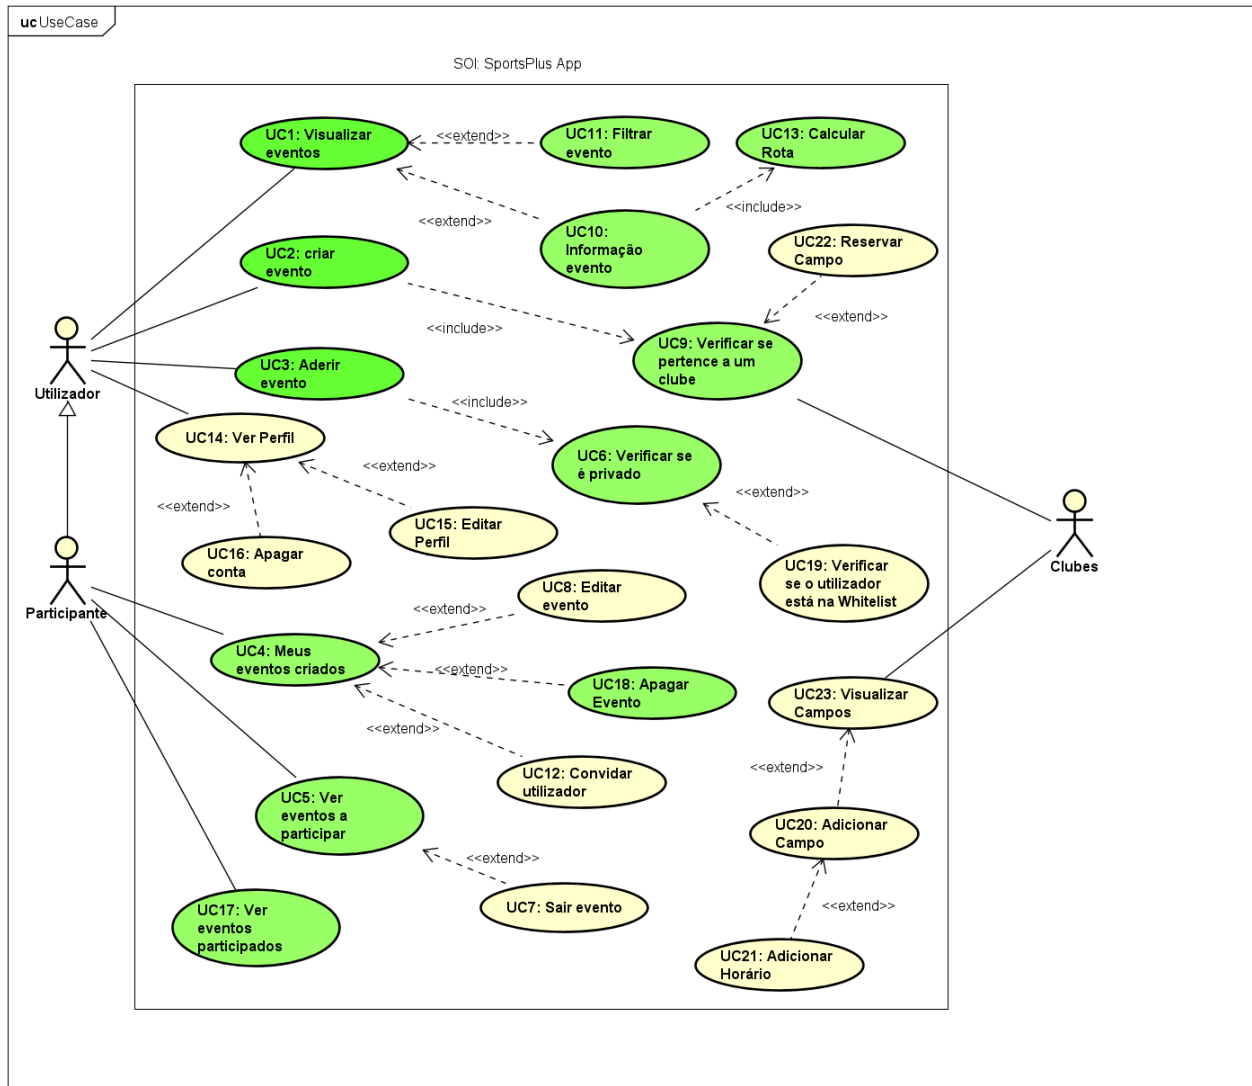 uc UseCase
SOI: SportsPlus App
UC1: Visualizar
eventos
<<extend>>
UC11: Filtrar
evento
UC13: Calcular
Rota
<<extend>>
UC10:
Informação
evento
<<include>>
UC22: Reservar
Campo
UC2: criar
evento
<<include>>
<<extend>>
UC9: Verificar se
pertence a um
clube
UC3: Aderir
evento
<<include>>
Utilizador
UC14: Ver Perfil
<<extend>>
UC6: Verificar se
é privado
<<extend>>
<<extend>>
UC15: Editar
Perfil
UC16: Apagar
conta
UC19: Verificar
se o utilizador
está na Whitelist
Clubes
Participante
UC8: Editar
evento
<<extend>>
UC4: Meus
eventos criados
<<extend>>
UC18: Apagar
Evento
UC23: Visualizar
Campos
<<extend>>
UC12: Convidar
utilizador
<<extend>>
UC5: Ver
eventos a
participar
UC20: Adicionar
Campo
<<extend>>
UC7: Sair evento
<<extend>>
UC17: Ver
eventos
participados
UC21: Adicionar
Horário